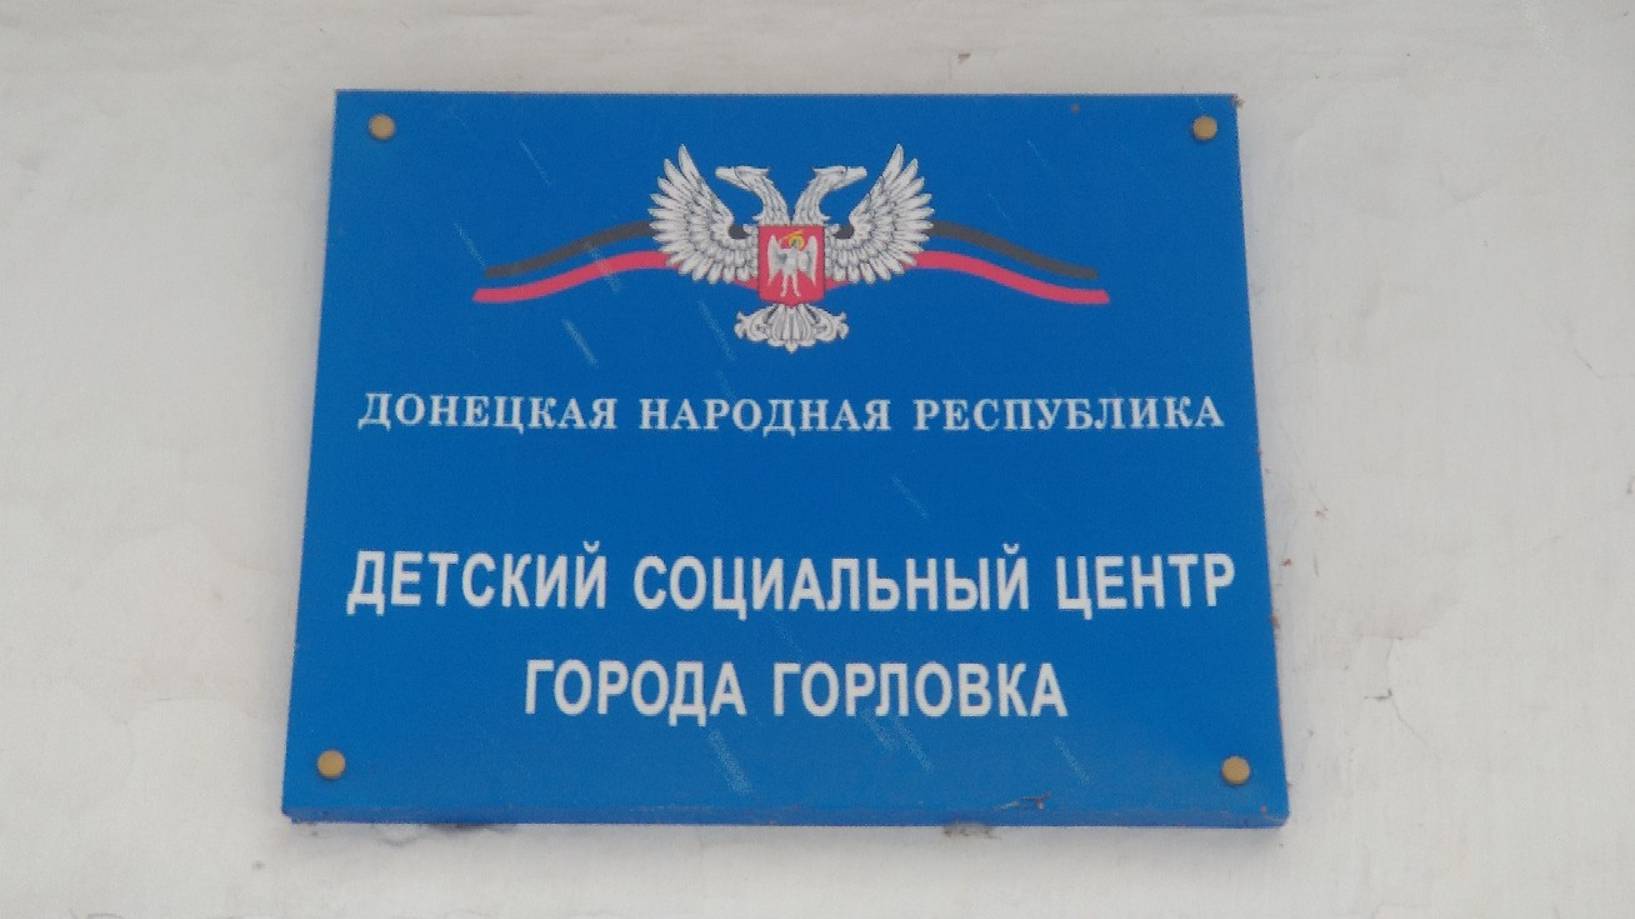 ДОНЕЦКАЯ НАРОДНАЯ РЕСПУБЛИКА
ДЕТСКИЙ СОЦИАЛЬНЫЙ ЦЕНТР
ГОРОДА ГОРЛОВКА